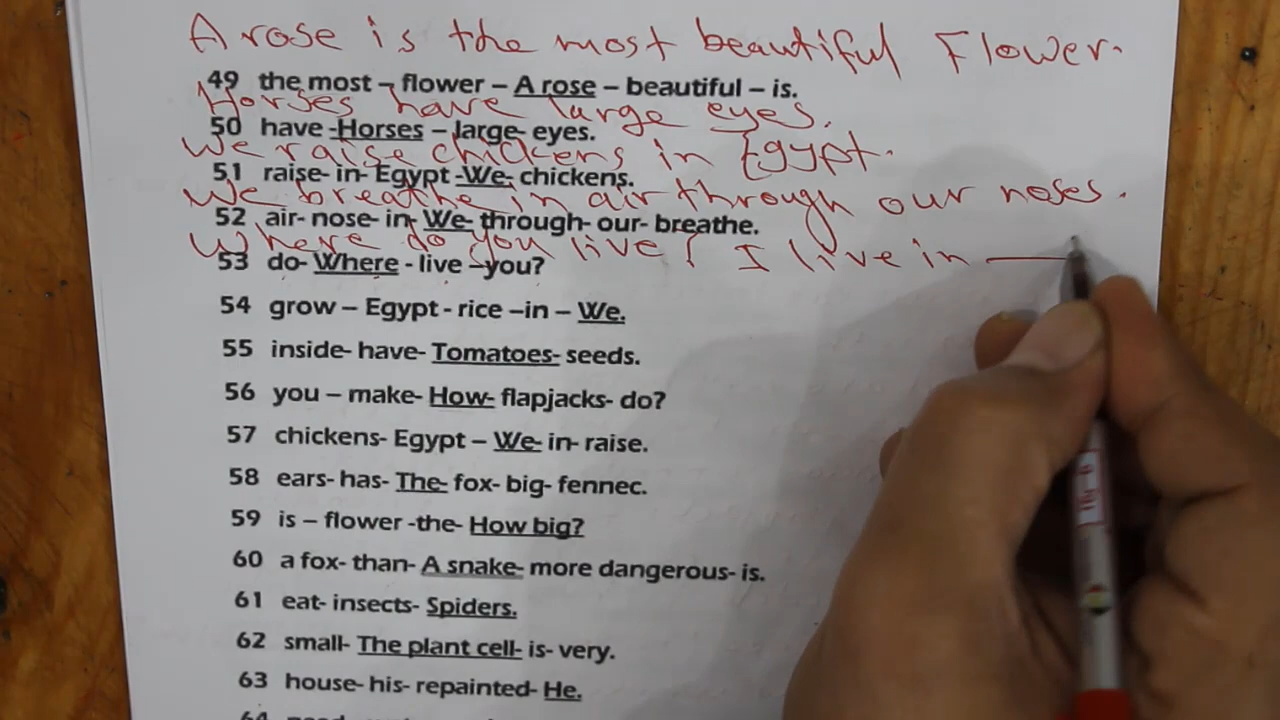 A rose is the most beautiful Flower.
49 the most – flower – A rose – beautiful – is.
Horses have large eyes.
50 have -Horses – large- eyes.
We raise chickens in Egypt.
51 raise- in- Egypt -We- chickens.
We breathe in air through our noses.
52 air- nose- in- We- through- our- breathe.
Where do you live? I live in
53 do- Where - live –you?
54 grow – Egypt - rice –in – We.
55 inside- have- Tomatoes- seeds.
56 you – make- How- flapjacks- do?
57 chickens- Egypt – We- in- raise.
58 ears- has- The- fox- big- fennec.
59 is – flower -the- How big?
60 a fox- than- A snake- more dangerous- is.
61 eat- insects- Spiders.
62 small- The plant cell- is- very.
63 house- his- repainted- He.
64